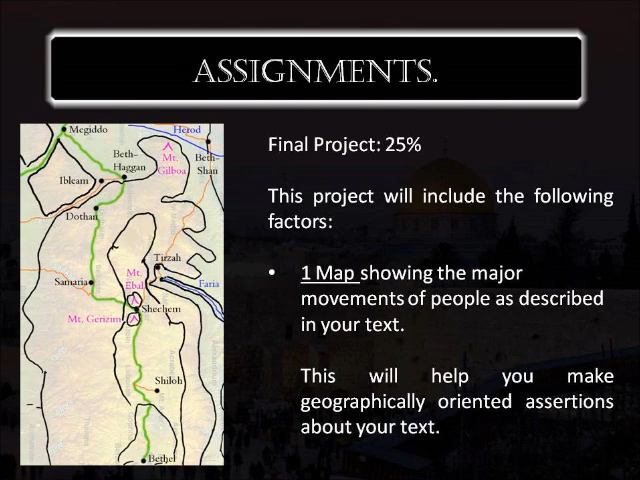 ASSIGNMENTS.
Final Project: 25%
This project will include the following
factors:
• 1 Map showing the major
movements of people as described
in your text.
This will help you make
geographically oriented assertions
about your text.
Megiddo
Herod
Beth-
Haggan
Mt.
Gilboa
Beth-
Shan
Ibleam
Dothan
Tirzah
Mt.
Ebal
Samaria
Faria
Shechem
Mt. Gerizim
Shiloh
Bethel